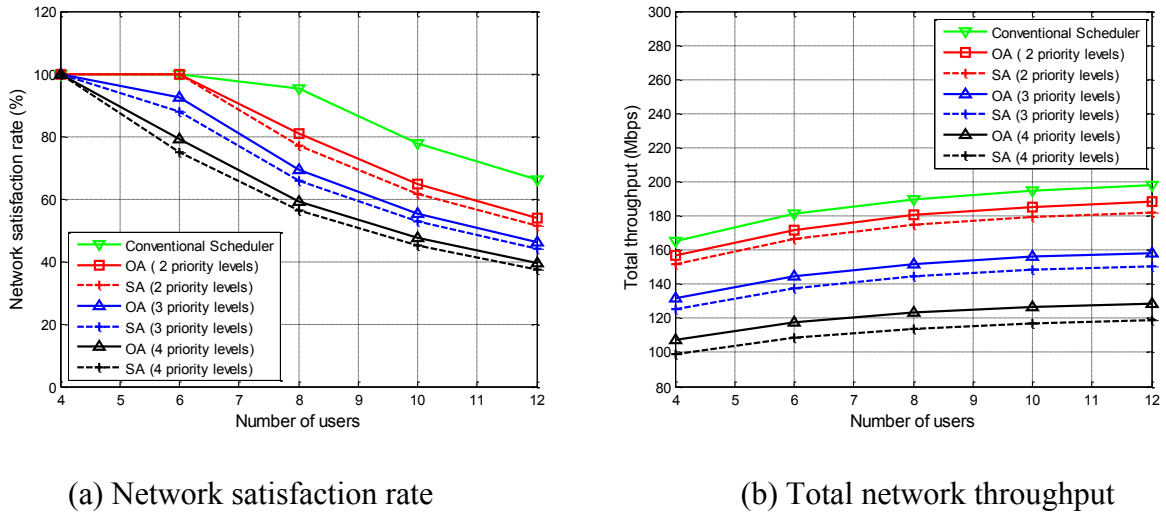 120
100
80
60
40
20
0
Network satisfaction rate (%)
Conventional Scheduler
OA ( 2 priority levels)
SA (2 priority levels)
OA (3 priority levels)
SA (3 priority levels)
OA (4 priority levels)
SA (4 priority levels)
4 5 6 7 8 9 10 11 12
Number of users
(a) Network satisfaction rate
300
280
260
240
220
200
180
160
140
120
100
80
Total throughput (Mbps)
Conventional Scheduler
OA ( 2 priority levels)
SA (2 priority levels)
OA (3 priority levels)
SA (3 priority levels)
OA (4 priority levels)
SA (4 priority levels)
4 5 6 7 8 9 10 11 12
Number of users
(b) Total network throughput